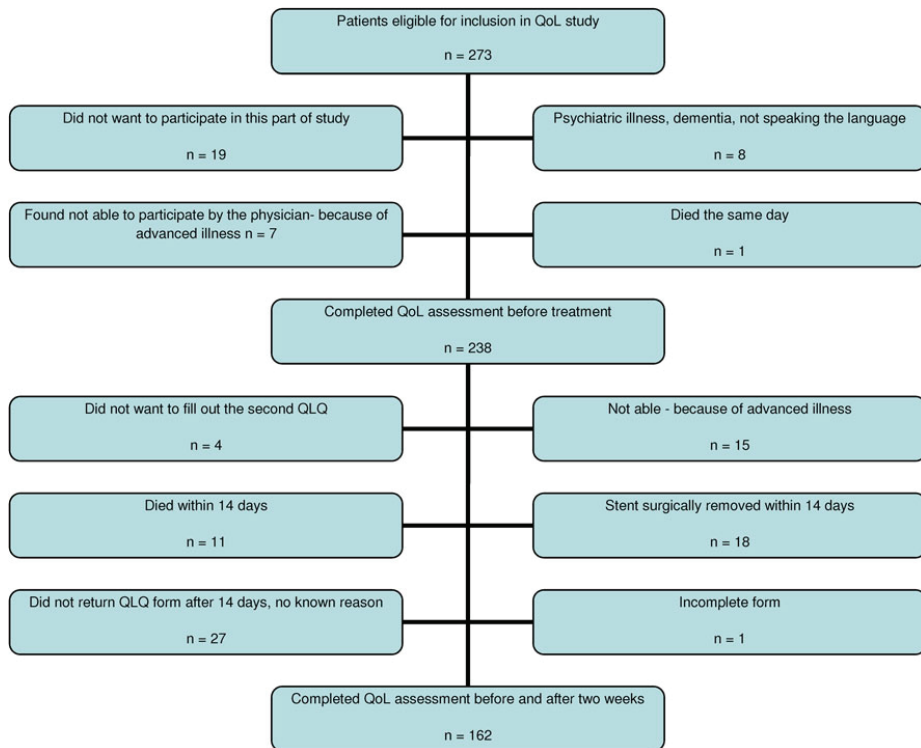 Patients eligible for inclusion in QoL study
n = 273
Did not want to participate in this part of study
n = 19
Psychiatric illness, dementia, not speaking the language
n = 8
Found not able to participate by the physician- because of
advanced illness n = 7
Died the same day
n = 1
Completed QoL assessment before treatment
n = 238
Did not want to fill out the second QLQ
n = 4
Not able - because of advanced illness
n = 15
Died within 14 days
n = 11
Stent surgically removed within 14 days
n = 18
Did not return QLQ form after 14 days, no known reason
n = 27
Incomplete form
n = 1
Completed QoL assessment before and after two weeks
n = 162